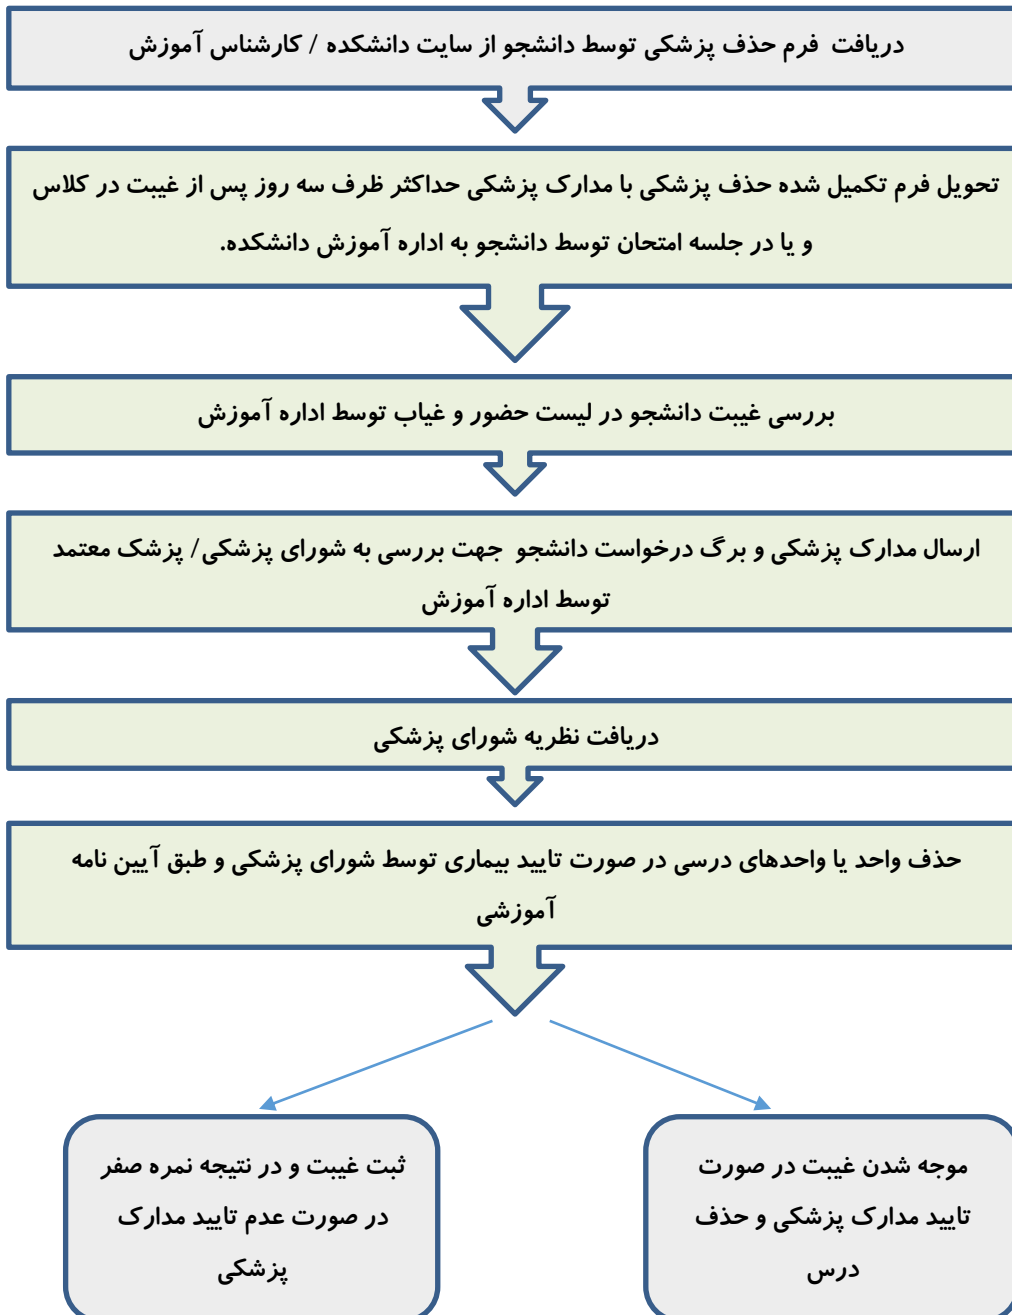 دریافت فرم حذف پزشکی توسط دانشجو از سایت دانشکده / کارشناس آموزش
تحویل فرم تکمیل شده حذف پزشکی با مدارک پزشکی حداکثر ظرف سه روز پس از غیبت در کلاس
و یا در جلسه امتحان توسط دانشجو به اداره آموزش دانشکده.
بررسی غیبت دانشجو در لیست حضور و غیاب توسط اداره آموزش
ارسال مدارک پزشکی و برگ درخواست دانشجو جهت بررسی به شورای پزشکی/ پزشک معتمد
توسط اداره آموزش
دریافت نظریه شورای پزشکی
حذف واحد یا واحدهای درسی در صورت تایید بیماری توسط شورای پزشکی و طبق آیین نامه
آموزشی
موجه شدن غیبت در صورت
تایید مدارک پزشکی و حذف
درس
ثبت غیبت و در نتیجه نمره صفر
در صورت عدم تایید مدارک
پزشکی